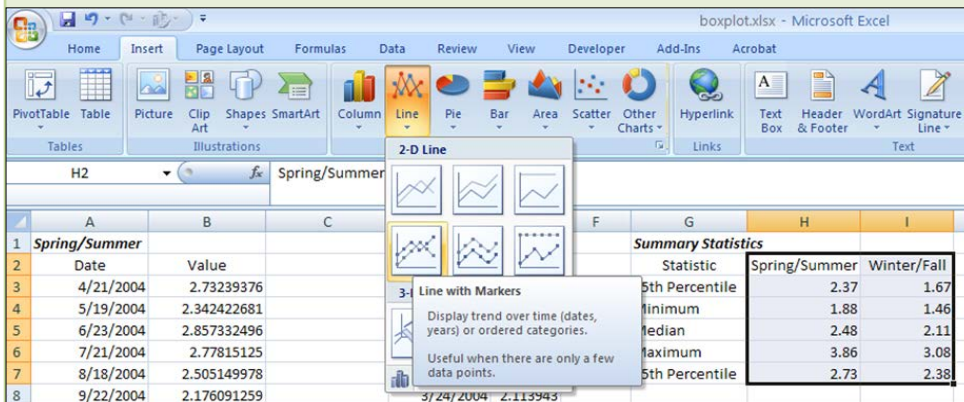 boxplot.xlsx - Microsoft Excel
Home Insert Page Layout Formulas Data Review View Developer Add-Ins Acrobat
PivotTable Table Picture Clip Art Shapes SmartArt Column Line Pie Bar Area Scatter Other Charts Hyperlink Text Box Header & Footer WordArt Signature Line
Tables Illustrations Links Text
H2 fx Spring/Summer
2-D Line
A B C F G H I
1 Spring/Summer Summary Statistics
2 Date Value Statistic Spring/Summer Winter/Fall
3 4/21/2004 2.73239376 5th Percentile 2.37 1.67
4 5/19/2004 2.342422681 Minimum 1.88 1.46
5 6/23/2004 2.857332496 Median 2.48 2.11
6 7/21/2004 2.77815125 Maximum 3.86 3.08
7 8/18/2004 2.505149978 5th Percentile 2.73 2.38
8 9/22/2004 2.176091259 3/24/2004 2.113943
Line with Markers
Display trend over time (dates,
years) or ordered categories.
Useful when there are only a few
data points.